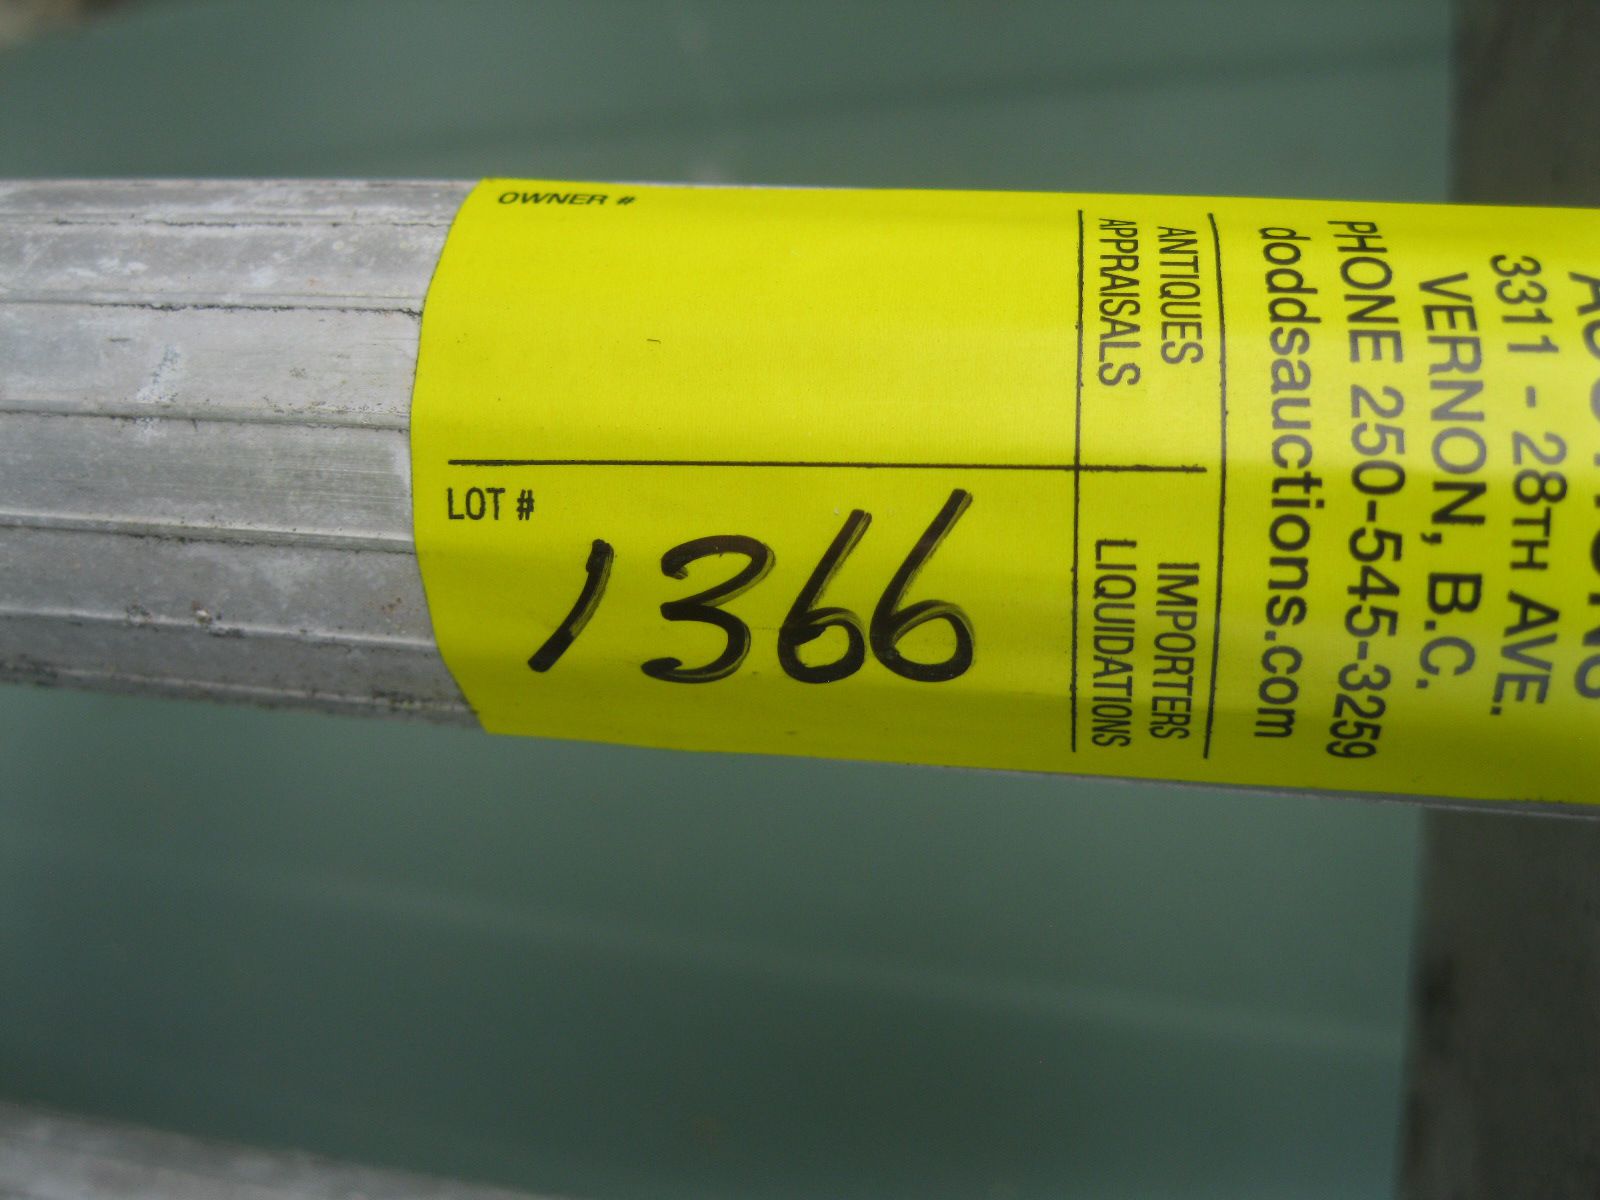 OWNER #
LOT # 1366
ANTIQUES
APPRAISALS
IMPORTERS
LIQUIDATIONS
3311 - 28TH AVE.
VERNON, B.C.
PHONE 250-545-3259
doddsauctions.com